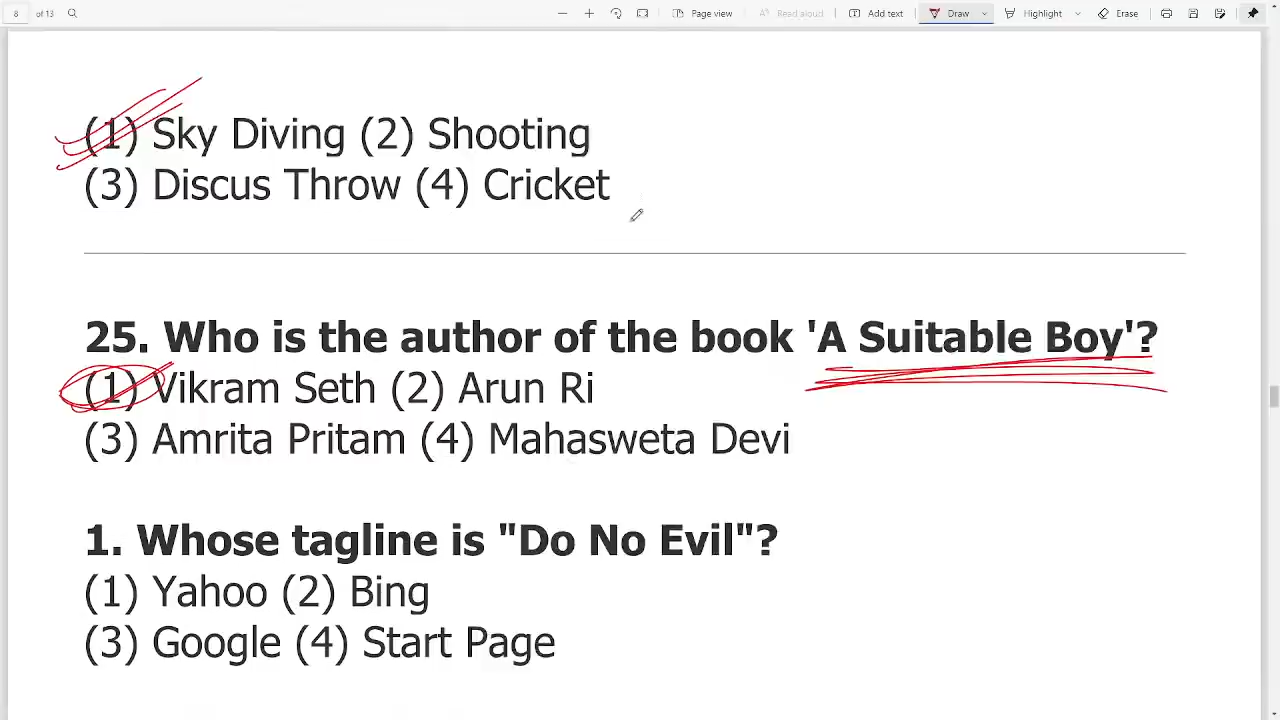 8 of 13 Page view Read aloud Add text Draw Highlight Erase
(1) Sky Diving (2) Shooting
(3) Discus Throw (4) Cricket
25. Who is the author of the book 'A Suitable Boy'?
(1) Vikram Seth (2) Arun Ri
(3) Amrita Pritam (4) Mahasweta Devi
1. Whose tagline is "Do No Evil"?
(1) Yahoo (2) Bing
(3) Google (4) Start Page